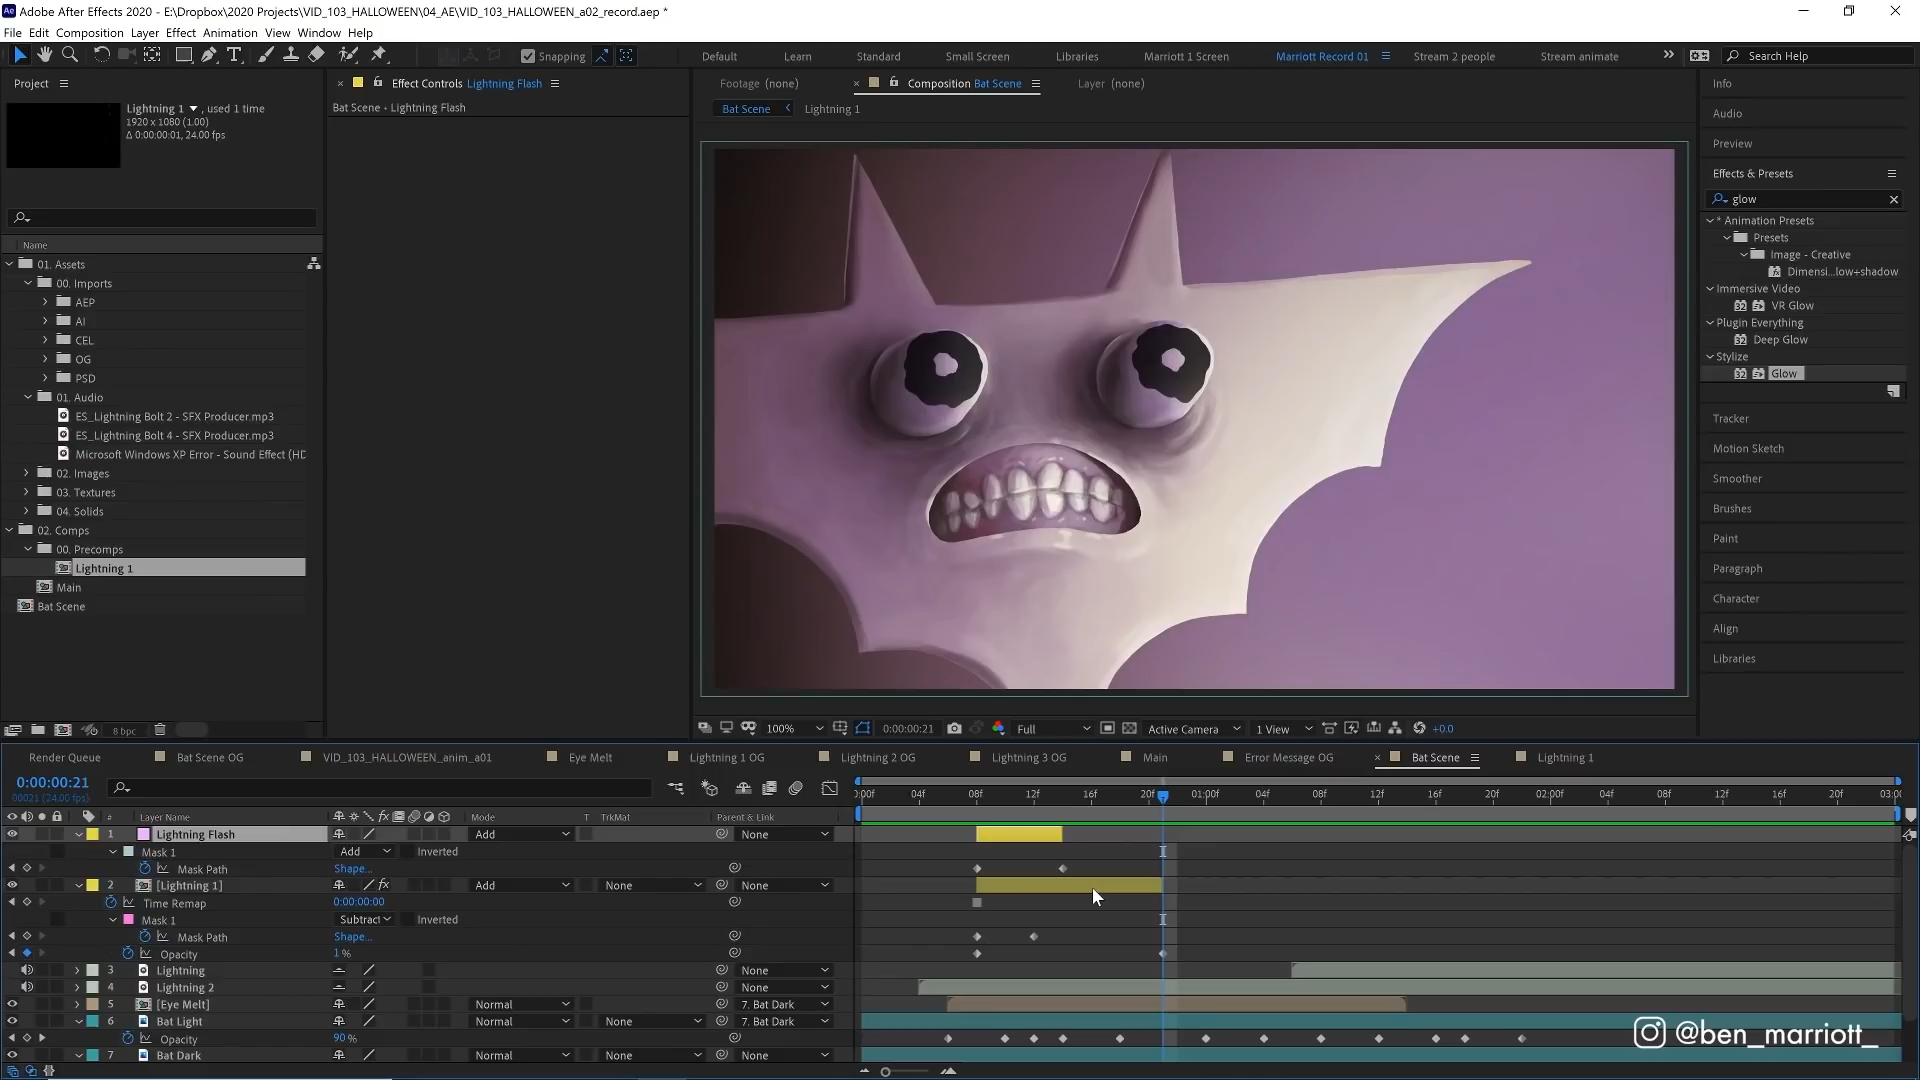 Adobe After Effects 2020 - E:\Dropbox\2020 Projects\VID_103_HALLOWEEN\04_AE\VID_103_HALLOWEEN_a02_record.aep *
File Edit Composition Layer Effect Animation View Window Help
Snapping Default Learn Standard Small Screen Libraries Marriott 1 Screen Marriott Record 01 Stream 2 people Stream animate Search Help
Project
Effect Controls Lightning Flash
Footage (none) Composition Bat Scene Layer (none)
Info
Lightning 1 , used 1 time
1920 x 1080 (1.00)
Δ 0:00:00:01, 24.00 fps
Bat Scene • Lightning Flash
Bat Scene Lightning 1
Audio
Preview
Effects & Presets
glow
* Animation Presets
Presets
Image - Creative
Dimensi...low+shadow
Immersive Video
VR Glow
Plugin Everything
Deep Glow
Stylize
Glow
Tracker
Motion Sketch
Smoother
Brushes
Paint
Paragraph
Character
Align
Libraries
Name
01. Assets
00. Imports
AEP
AI
CEL
OG
PSD
01. Audio
ES_Lightning Bolt 2 - SFX Producer.mp3
ES_Lightning Bolt 4 - SFX Producer.mp3
Microsoft Windows XP Error - Sound Effect (HD
02. Images
03. Textures
04. Solids
02. Comps
00. Precomps
Lightning 1
Main
Bat Scene
8 bpc
100% 0:00:00:21 Full Active Camera 1 View +0.0
Render Queue Bat Scene OG VID_103_HALLOWEEN_anim_a01 Eye Melt Lightning 1 OG Lightning 2 OG Lightning 3 OG Main Error Message OG Bat Scene Lightning 1
0:00:00:21
00021 (24.00 fps)
0:00f 04f 08f 12f 16f 20f 01:00f 04f 08f 12f 16f 20f 02:00f 04f 08f 12f 16f 20f 03:00
# Layer Name Mode T TrkMat Parent & Link
1 Lightning Flash Add None
Mask 1 Add Inverted
Mask Path Shape...
2 [Lightning 1] Add None None
Time Remap 0:00:00:00
Mask 1 Subtract Inverted
Mask Path Shape...
Opacity 1 %
3 Lightning None
4 Lightning 2 None
5 [Eye Melt] Normal 7. Bat Dark
6 Bat Light Normal None 7. Bat Dark
Opacity 90 %
7 Bat Dark Normal None None
@ben_marriott_